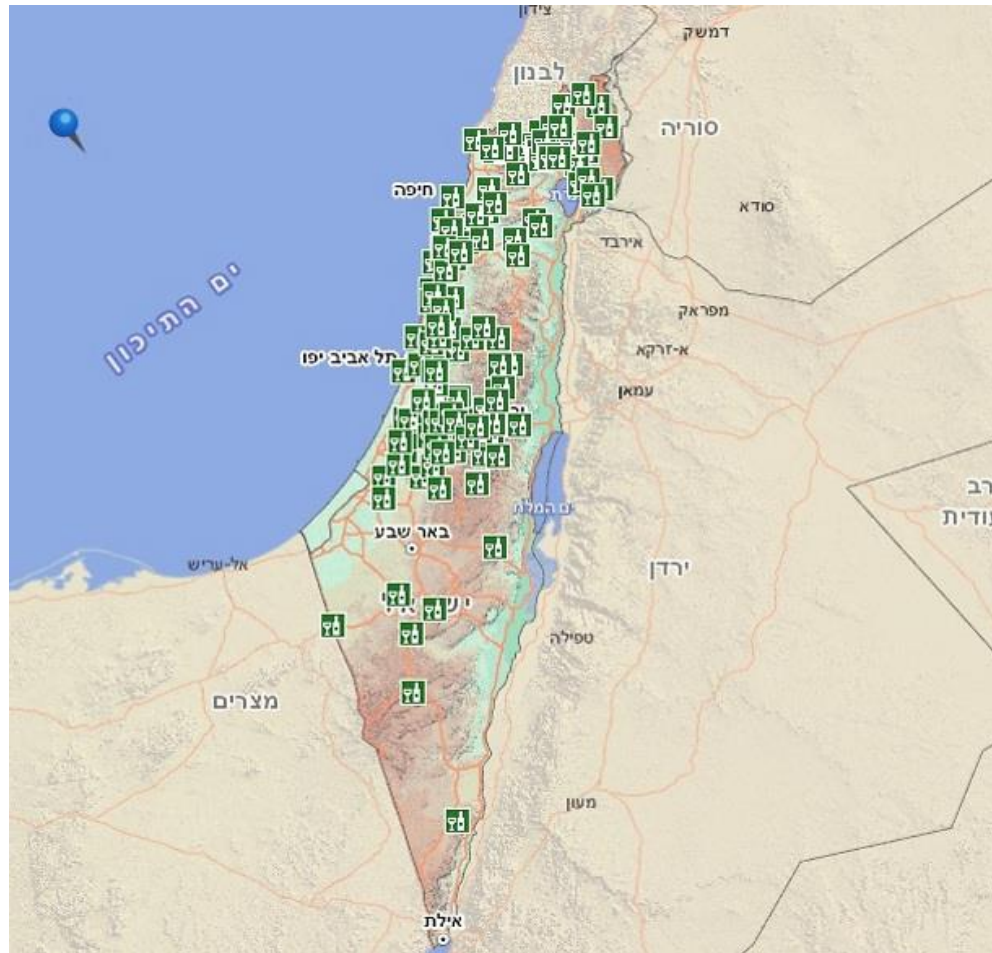 צידון
דמשק
לבנון
סוריה
חיפה
סודא
אירבד
ים התיכון
מפראק
א-זרקא
תל אביב יפו
עמאן
ים המלח
באר שבע
אל-עריש
ירדן
טפילה
מצרים
מעון
אילת